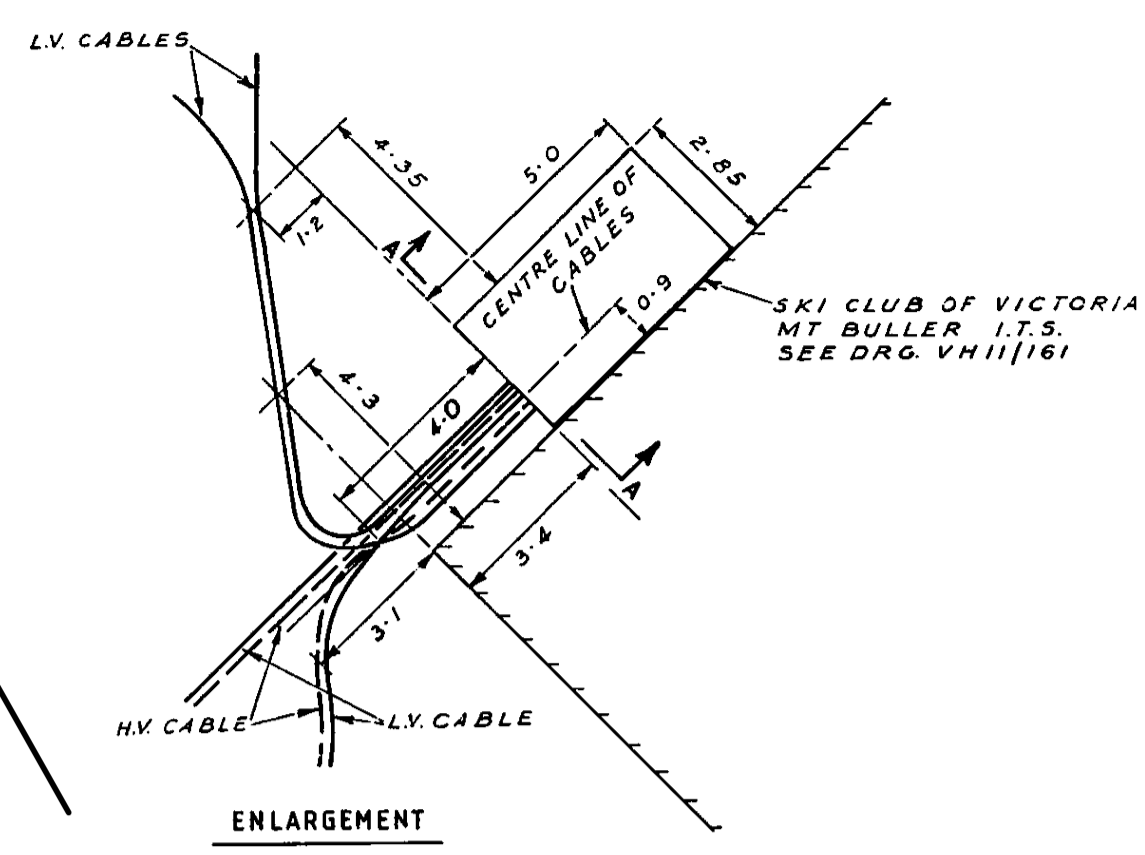 L.V. CABLES
4·35
5·0
2·85
1·2
A
CENTRE LINE OF
CABLES
0·9
SKI CLUB OF VICTORIA
MT BULLER I.T.S.
SEE DRG. VH11/161
4·3
4·0
A
3·4
3·1
H.V. CABLE
L.V. CABLE
ENLARGEMENT